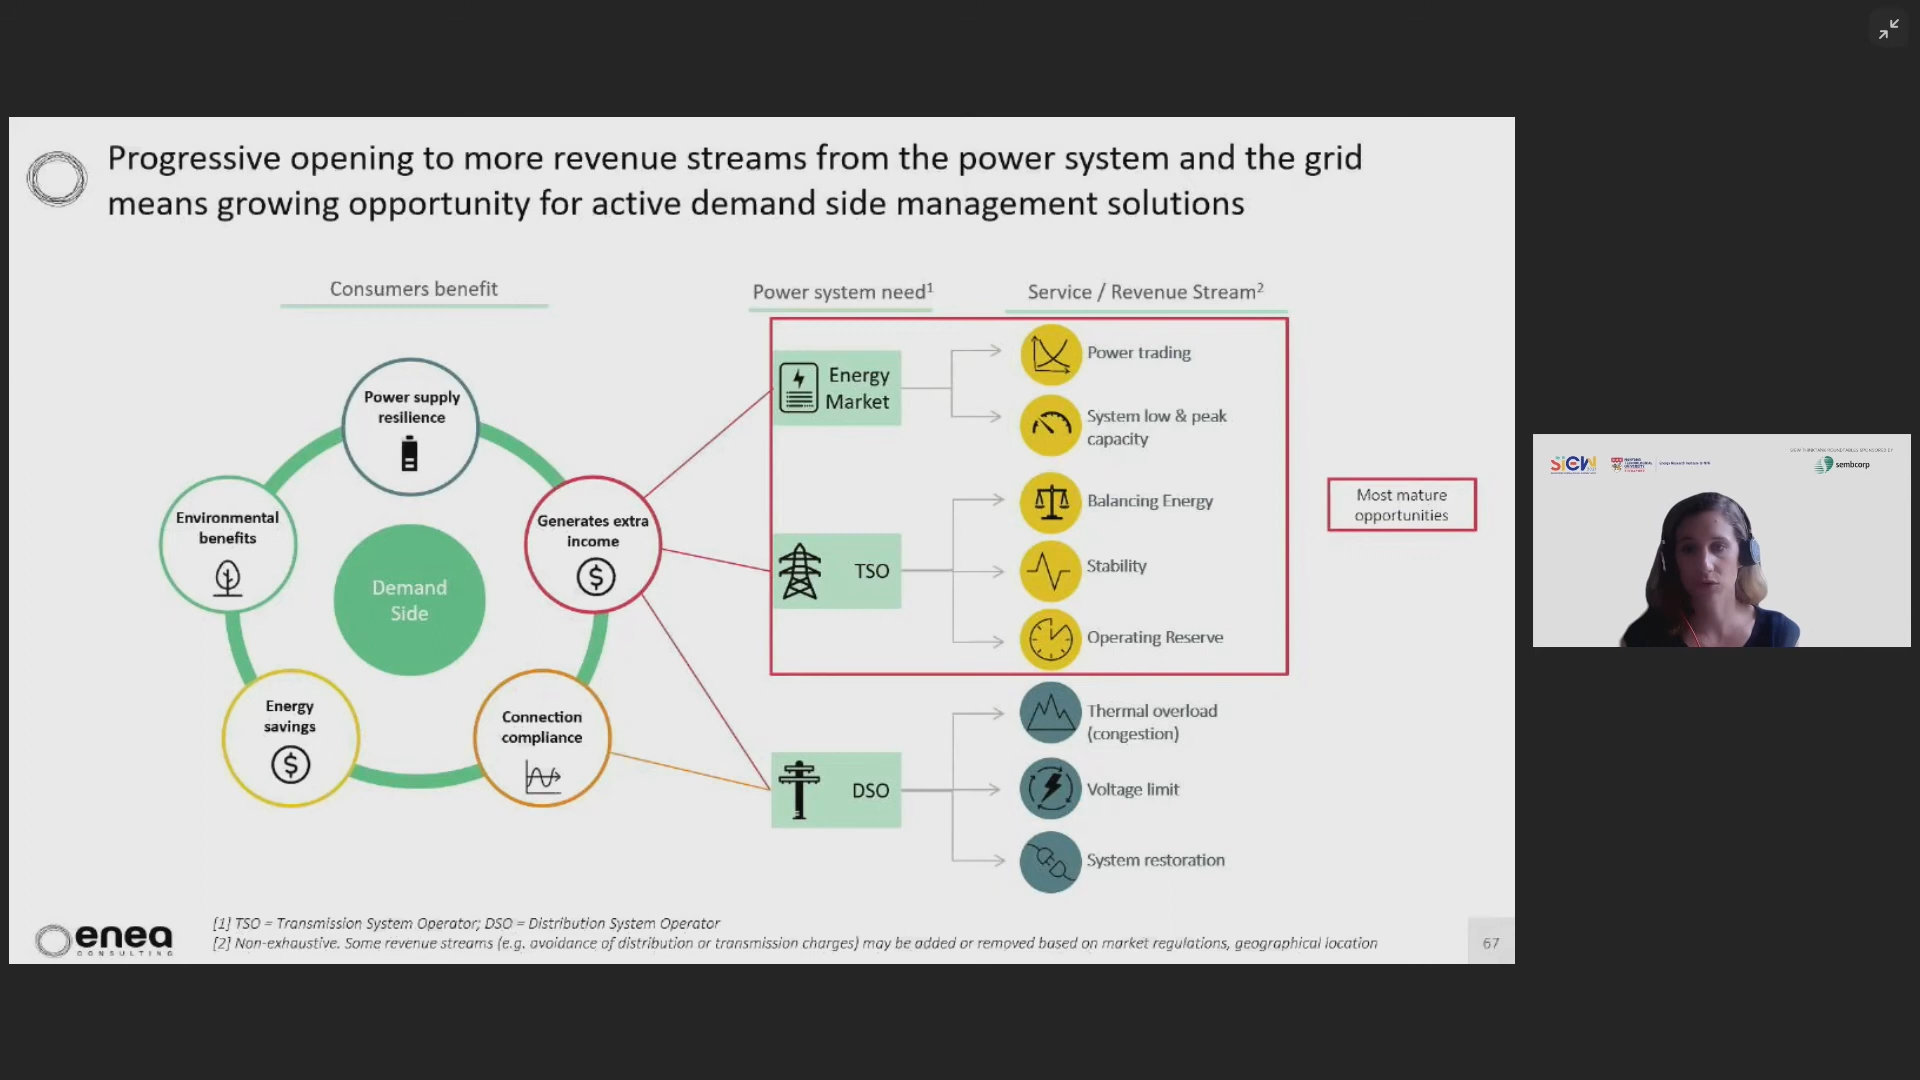 Progressive opening to more revenue streams from the power system and the grid
means growing opportunity for active demand side management solutions
Consumers benefit
Power system need1
Service / Revenue Stream2
Power supply
resilience
Environmental
benefits
Generates extra
income
Demand
Side
Energy
savings
Connection
compliance
Energy
Market
TSO
DSO
Power trading
System low & peak
capacity
Balancing Energy
Stability
Operating Reserve
Thermal overload
(congestion)
Voltage limit
System restoration
Most mature
opportunities
enea
CONSULTING
[1] TSO = Transmission System Operator; DSO = Distribution System Operator
[2] Non-exhaustive. Some revenue streams (e.g. avoidance of distribution or transmission charges) may be added or removed based on market regulations, geographical location
67
SIEW
sembcorp